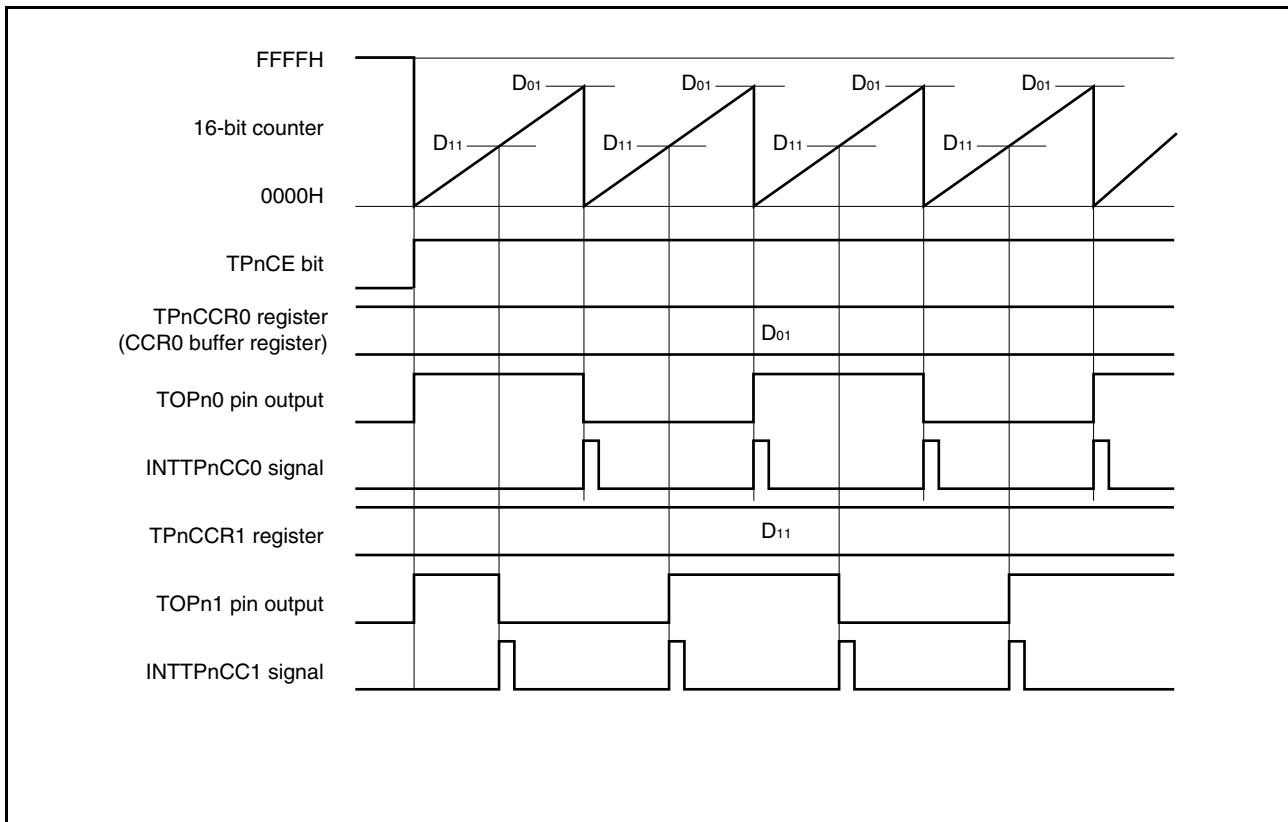 FFFFH
D01 D01 D01 D01
16-bit counter
D11 D11 D11 D11
0000H
TPnCE bit
TPnCCR0 register
(CCR0 buffer register)
D01
TOPn0 pin output
INTTPnCC0 signal
TPnCCR1 register
D11
TOPn1 pin output
INTTPnCC1 signal